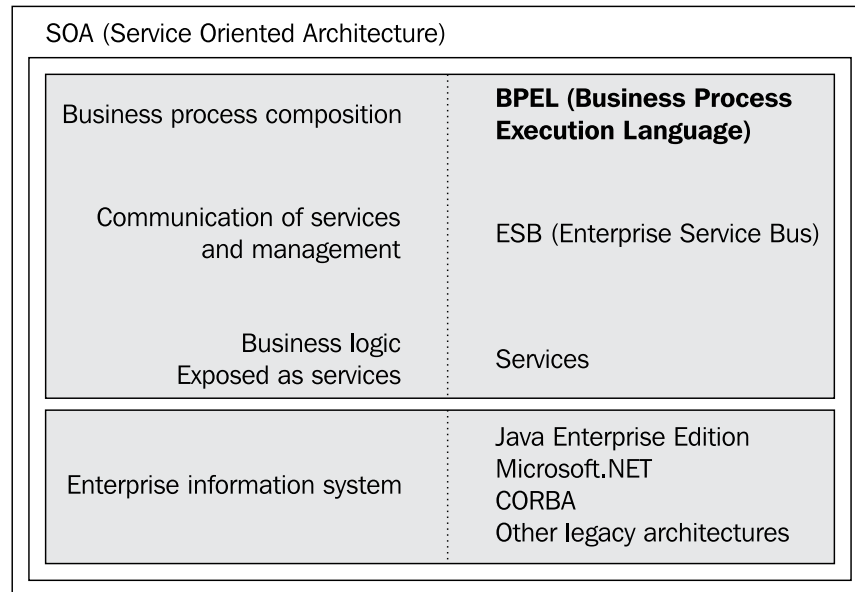 SOA (Service Oriented Architecture)
Business process composition
BPEL (Business Process
Execution Language)
Communication of services
and management
ESB (Enterprise Service Bus)
Business logic
Exposed as services
Services
Enterprise information system
Java Enterprise Edition
Microsoft.NET
CORBA
Other legacy architectures